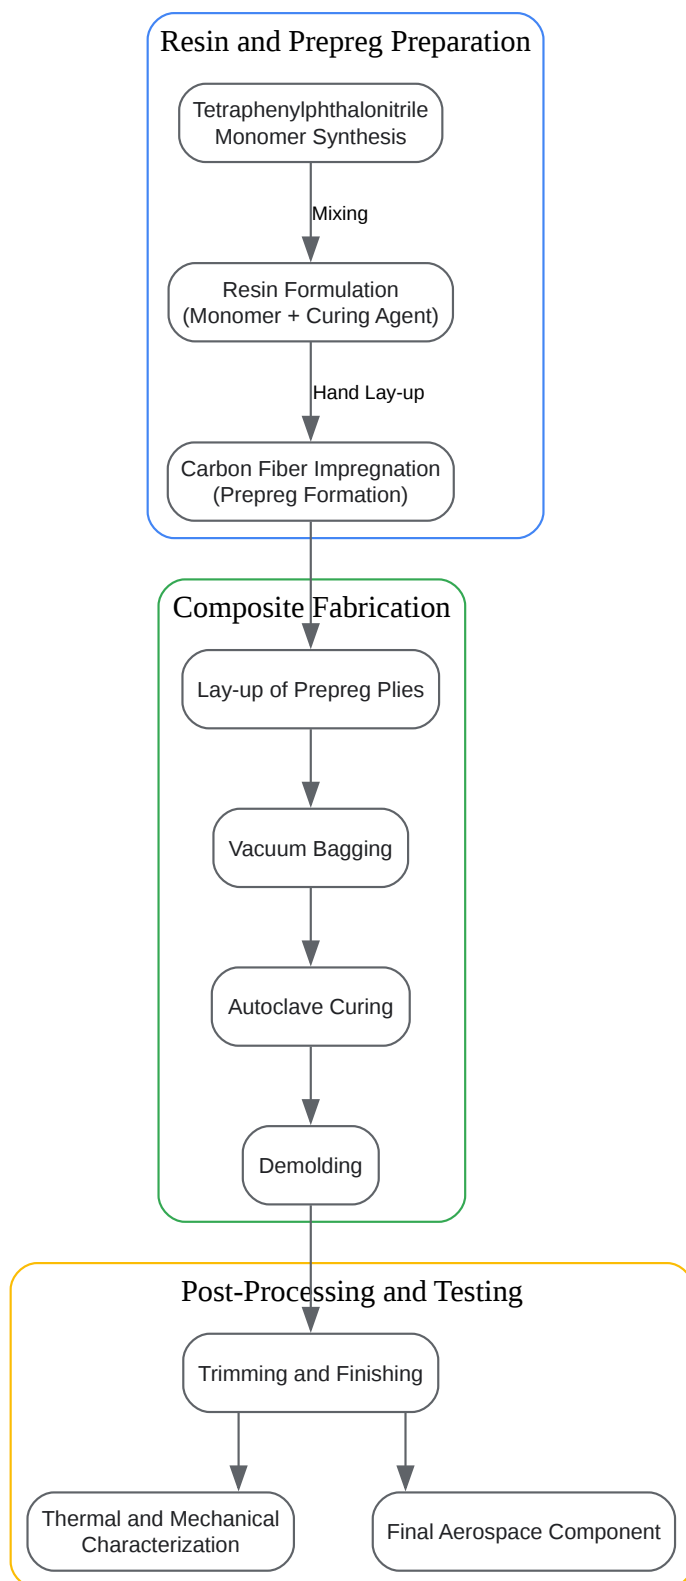 Resin and Prepreg Preparation
Tetraphenylphthalonitrile
Monomer Synthesis
Mixing
Resin Formulation
(Monomer + Curing Agent)
Hand Lay-up
Carbon Fiber Impregnation
(Prepreg Formation)
Composite Fabrication
Lay-up of Prepreg Plies
Vacuum Bagging
Autoclave Curing
Demolding
Post-Processing and Testing
Trimming and Finishing
Thermal and Mechanical
Characterization
Final Aerospace Component